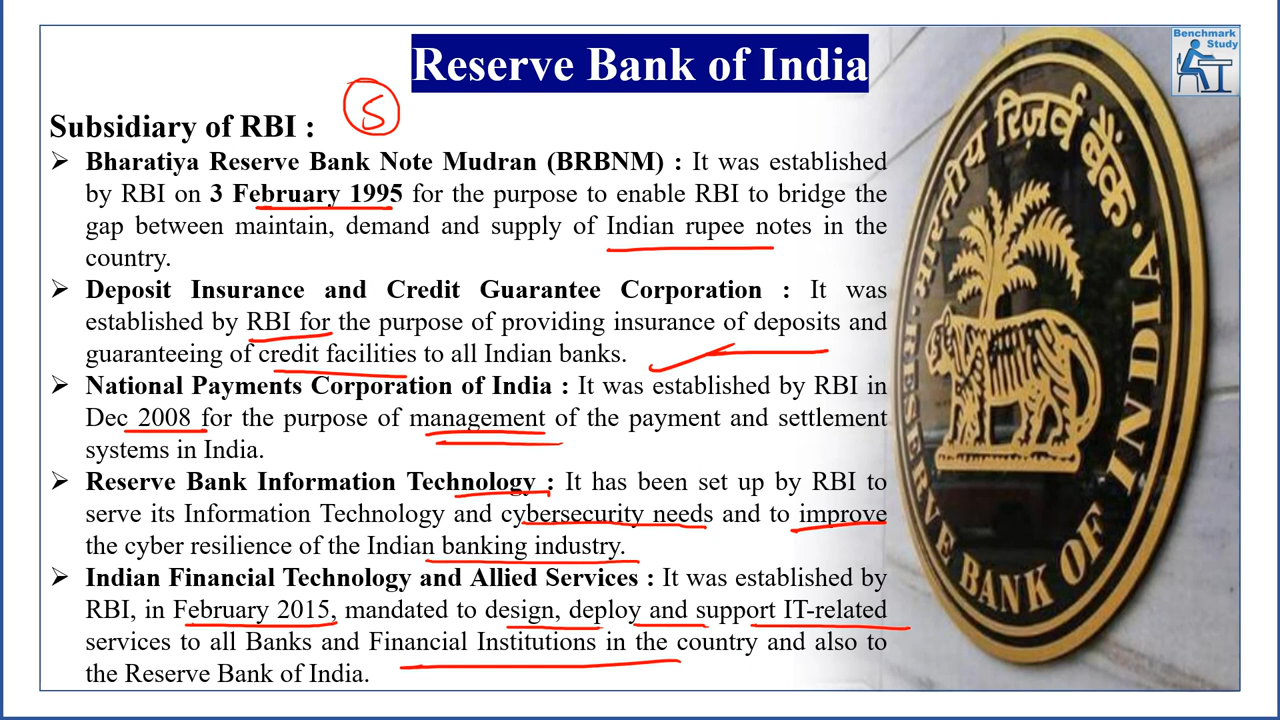 Benchmark
Study
Reserve Bank of India
5
Subsidiary of RBI :
➢ Bharatiya Reserve Bank Note Mudran (BRBNM) : It was established
by RBI on 3 February 1995 for the purpose to enable RBI to bridge the
gap between maintain, demand and supply of Indian rupee notes in the
country.
➢ Deposit Insurance and Credit Guarantee Corporation : It was
established by RBI for the purpose of providing insurance of deposits and
guaranteeing of credit facilities to all Indian banks.
➢ National Payments Corporation of India : It was established by RBI in
Dec 2008 for the purpose of management of the payment and settlement
systems in India.
➢ Reserve Bank Information Technology : It has been set up by RBI to
serve its Information Technology and cybersecurity needs and to improve
the cyber resilience of the Indian banking industry.
➢ Indian Financial Technology and Allied Services : It was established by
RBI, in February 2015, mandated to design, deploy and support IT-related
services to all Banks and Financial Institutions in the country and also to
the Reserve Bank of India.
भारतीय रिज़र्व बैंक
RESERVE BANK OF INDIA